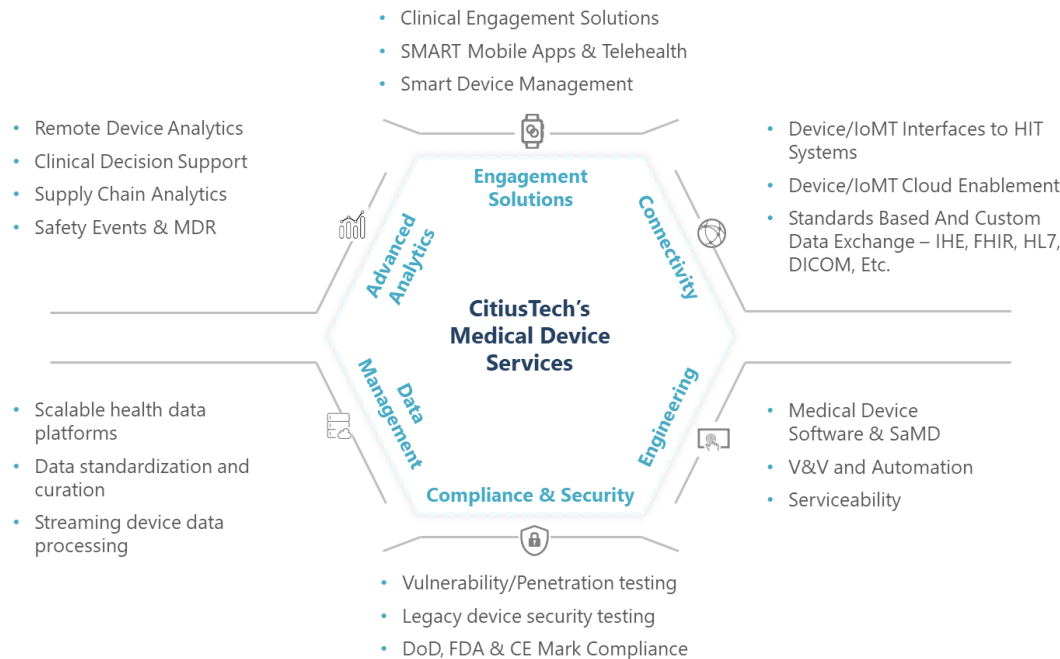 • Clinical Engagement Solutions
• SMART Mobile Apps & Telehealth
• Smart Device Management
• Remote Device Analytics
• Clinical Decision Support
• Supply Chain Analytics
• Safety Events & MDR
Engagement
Solutions
• Device/IoMT Interfaces to HIT
Systems
• Device/IoMT Cloud Enablement
• Standards Based And Custom
Data Exchange – IHE, FHIR, HL7,
DICOM, Etc.
Advanced
Analytics
Connectivity
CitiusTech's
Medical Device
Services
Data
Management
Engineering
• Scalable health data
platforms
• Data standardization and
curation
• Streaming device data
processing
• Medical Device
Software & SaMD
• V&V and Automation
• Serviceability
Compliance & Security
• Vulnerability/Penetration testing
• Legacy device security testing
• DoD, FDA & CE Mark Compliance